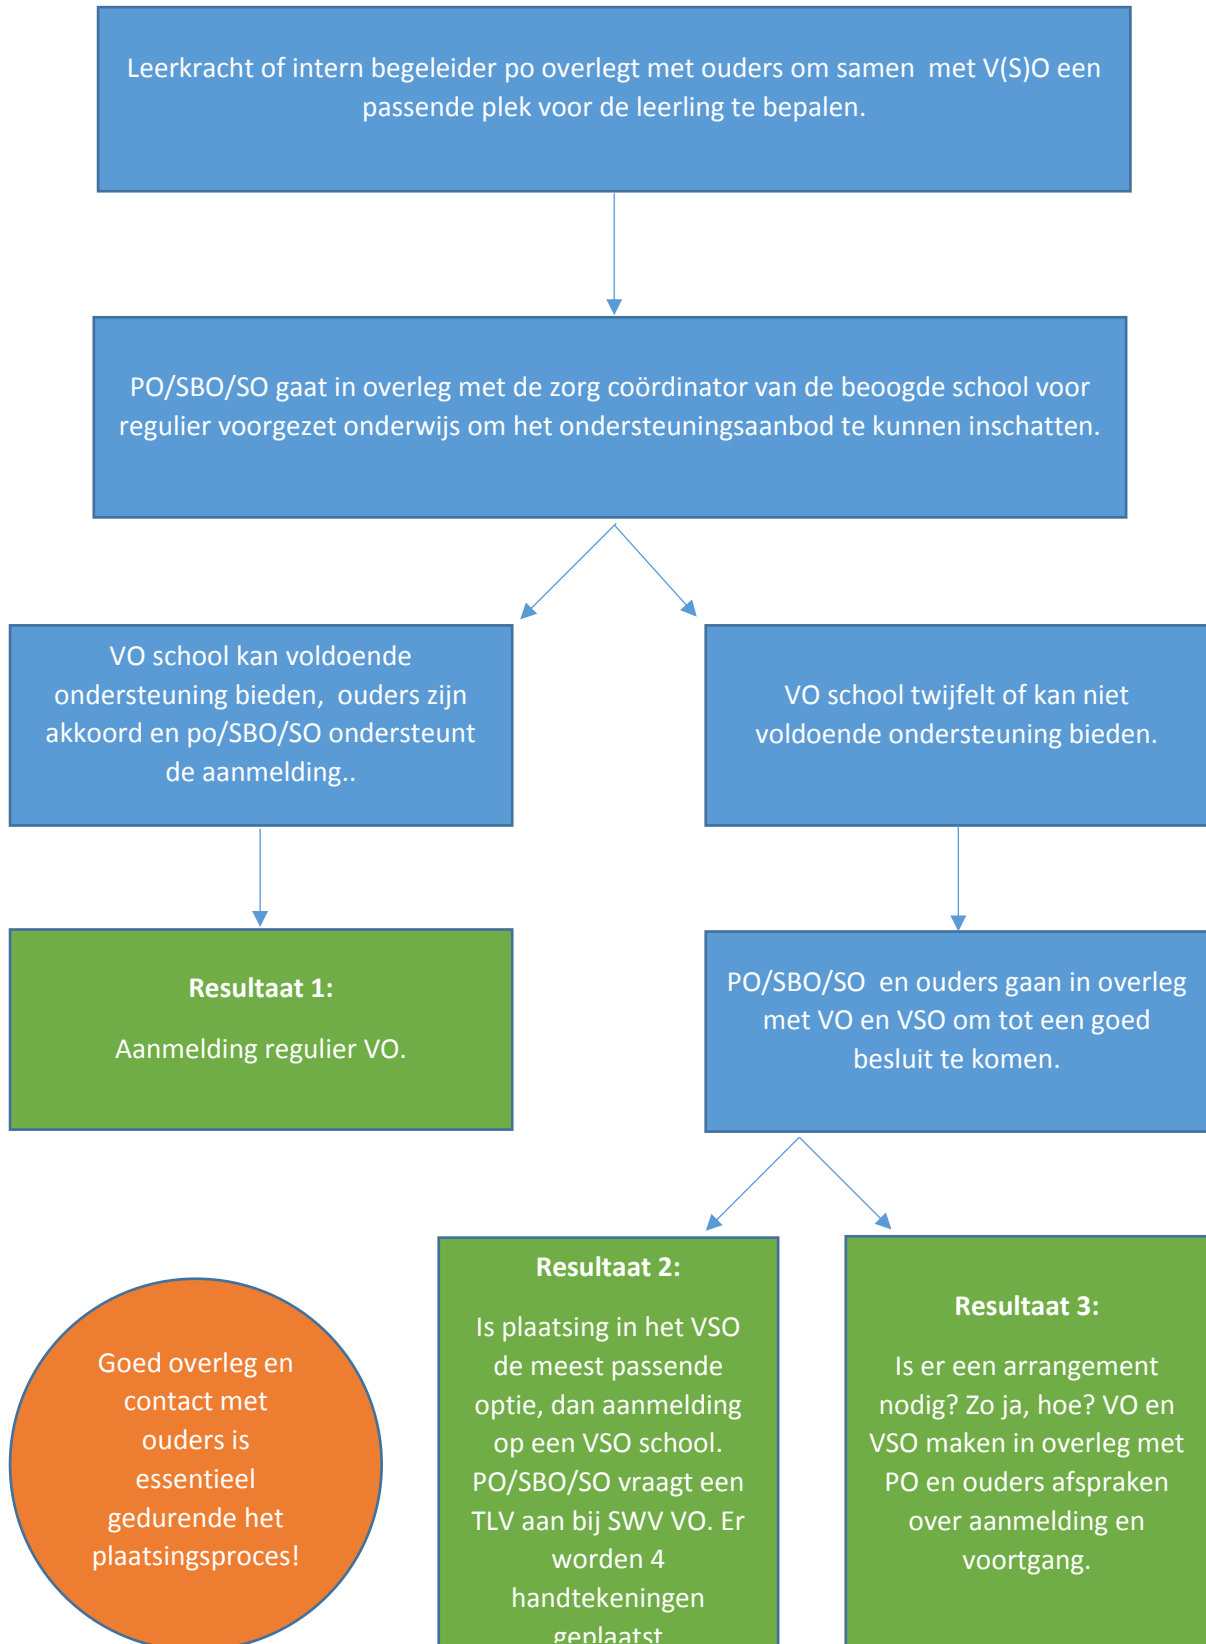 Leerkracht of intern begeleider po overlegt met ouders om samen  met V(S)O een
passende plek voor de leerling te bepalen.
PO/SBO/SO gaat in overleg met de zorg coördinator van de beoogde school voor
regulier voorgezet onderwijs om het ondersteuningsaanbod te kunnen inschatten.
VO school kan voldoende
ondersteuning bieden,  ouders zijn
akkoord en po/SBO/SO ondersteunt
de aanmelding..
VO school twijfelt of kan niet
voldoende ondersteuning bieden.
Resultaat 1:
Aanmelding regulier VO.
PO/SBO/SO  en ouders gaan in overleg
met VO en VSO om tot een goed
besluit te komen.
Goed overleg en
contact met
ouders is
essentieel
gedurende het
plaatsingsproces!
Resultaat 2:
Is plaatsing in het VSO
de meest passende
optie, dan aanmelding
op een VSO school.
PO/SBO/SO vraagt een
TLV aan bij SWV VO. Er
worden 4
handtekeningen
geplaatst
Resultaat 3:
Is er een arrangement
nodig? Zo ja, hoe? VO en
VSO maken in overleg met
PO en ouders afspraken
over aanmelding en
voortgang.